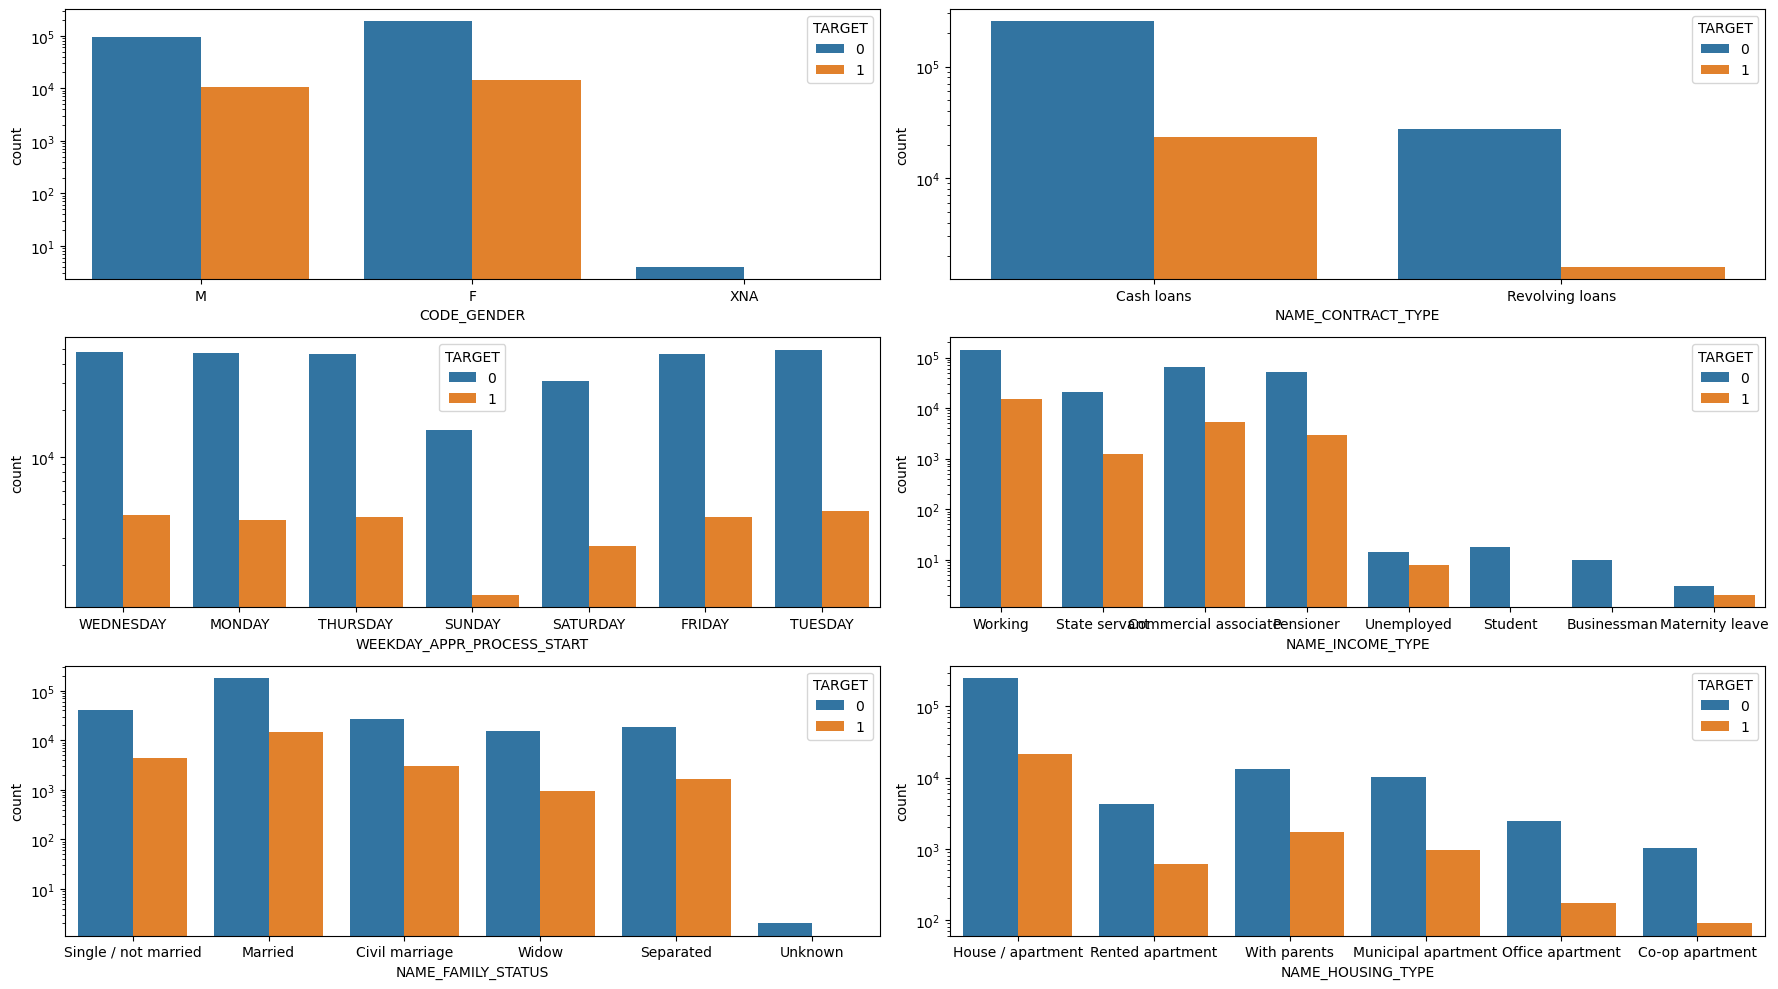 TARGET
0
1
10^5
10^4
10^3
10^2
10^1
count
M F XNA
CODE_GENDER
TARGET
0
1
10^5
10^4
count
Cash loans Revolving loans
NAME_CONTRACT_TYPE
TARGET
0
1
10^4
count
WEDNESDAY MONDAY THURSDAY SUNDAY SATURDAY FRIDAY TUESDAY
WEEKDAY_APPR_PROCESS_START
TARGET
0
1
10^5
10^4
10^3
10^2
10^1
count
Working State servant Commercial associate Pensioner Unemployed Student Businessman Maternity leave
NAME_INCOME_TYPE
TARGET
0
1
10^5
10^4
10^3
10^2
10^1
count
Single / not married Married Civil marriage Widow Separated Unknown
NAME_FAMILY_STATUS
TARGET
0
1
10^5
10^4
10^3
10^2
count
House / apartment Rented apartment With parents Municipal apartment Office apartment Co-op apartment
NAME_HOUSING_TYPE